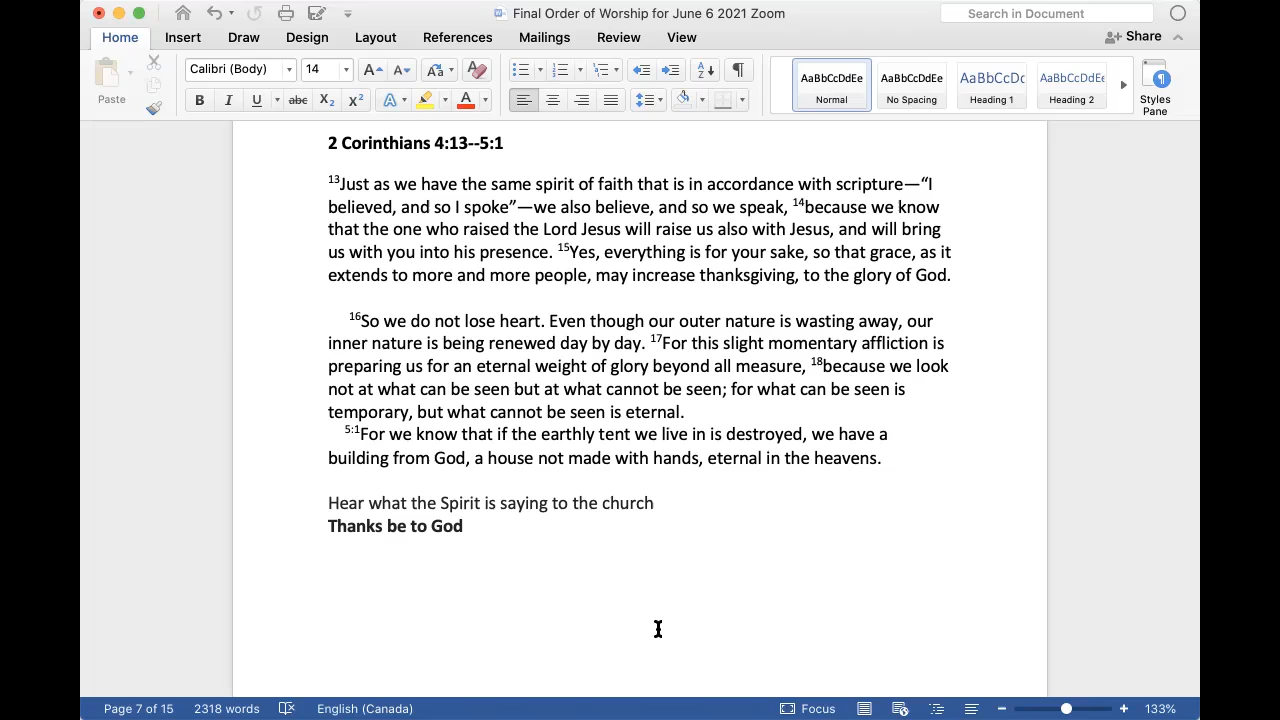 Final Order of Worship for June 6 2021 Zoom
Search in Document
Home Insert Draw Design Layout References Mailings Review View Share
Paste
Calibri (Body) 14
AaBbCcDdEe AaBbCcDdEe AaBbCcDc AaBbCcDdEe
Normal No Spacing Heading 1 Heading 2
Styles Pane
2 Corinthians 4:13--5:1
13Just as we have the same spirit of faith that is in accordance with scripture—“I
believed, and so I spoke”—we also believe, and so we speak, 14because we know
that the one who raised the Lord Jesus will raise us also with Jesus, and will bring
us with you into his presence. 15Yes, everything is for your sake, so that grace, as it
extends to more and more people, may increase thanksgiving, to the glory of God.
16So we do not lose heart. Even though our outer nature is wasting away, our
inner nature is being renewed day by day. 17For this slight momentary affliction is
preparing us for an eternal weight of glory beyond all measure, 18because we look
not at what can be seen but at what cannot be seen; for what can be seen is
temporary, but what cannot be seen is eternal.
5:1For we know that if the earthly tent we live in is destroyed, we have a
building from God, a house not made with hands, eternal in the heavens.
Hear what the Spirit is saying to the church
Thanks be to God
Page 7 of 15 2318 words English (Canada) Focus 133%